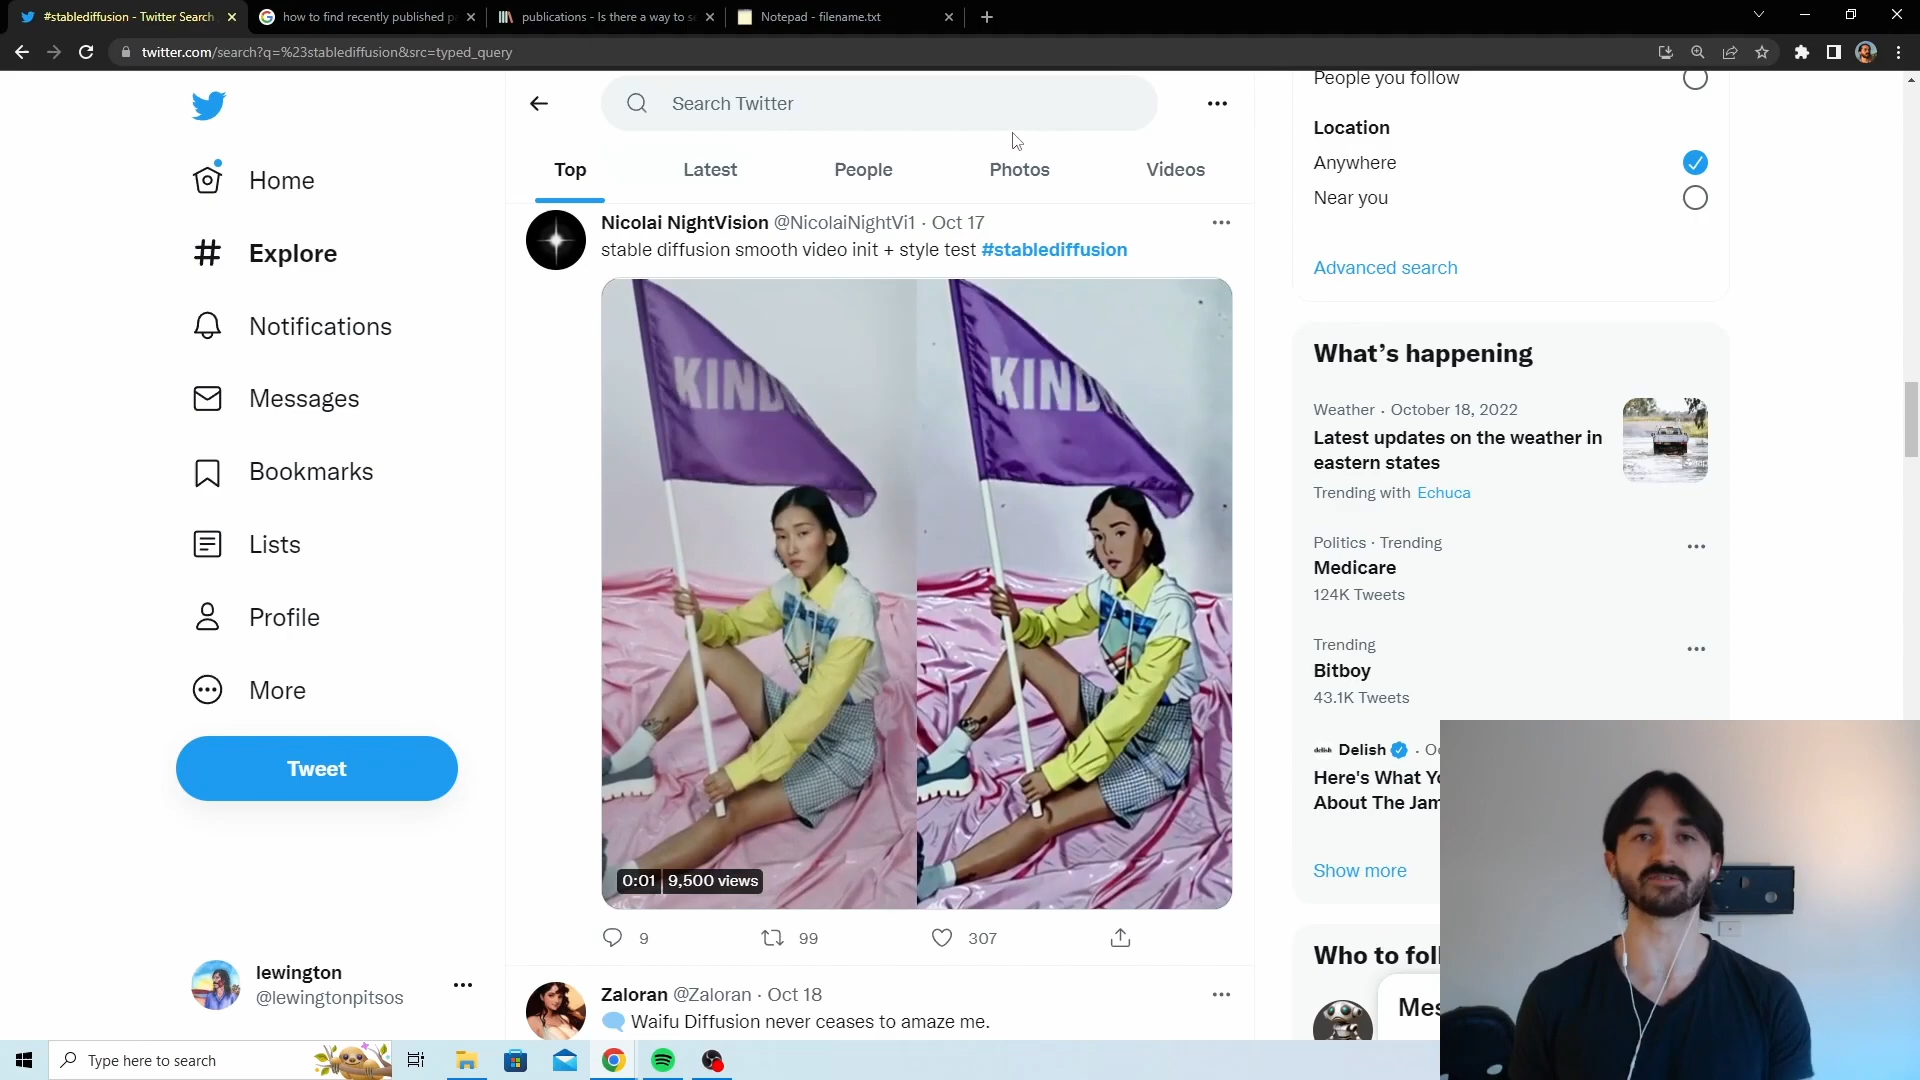 #stablediffusion - Twitter Search
how to find recently published p
publications - Is there a way to s
Notepad - filename.txt
twitter.com/search?q=%23stablediffusion&src=typed_query
Search Twitter
Top
Latest
People
Photos
Videos
Home
Explore
Notifications
Messages
Bookmarks
Lists
Profile
More
Tweet
lewington
@lewingtonpitsos
Nicolai NightVision @NicolaiNightVi1 · Oct 17
stable diffusion smooth video init + style test #stablediffusion
KIND
KIND
0:01 9,500 views
9
99
307
Zaloran @Zaloran · Oct 18
Waifu Diffusion never ceases to amaze me.
People you follow
Location
Anywhere
Near you
Advanced search
What's happening
Weather · October 18, 2022
Latest updates on the weather in
eastern states
Trending with Echuca
Politics · Trending
Medicare
124K Tweets
Trending
Bitboy
43.1K Tweets
delish Delish · Oc
Here's What Yo
About The Jam
Show more
Who to foll
Mes
Type here to search